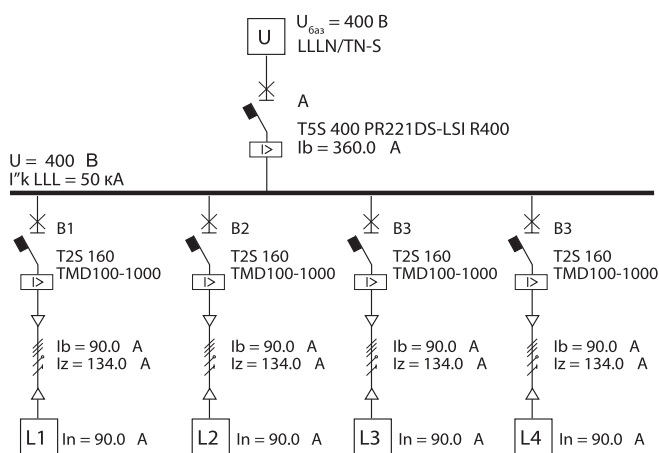 U
Uбаз = 400 В
LLLN/TN-S
A
T5S 400 PR221DS-LSI R400
I>
Ib = 360.0 A
U = 400 В
I''k LLL = 50 кА
B1
T2S 160
TMD100-1000
I>
Ib = 90.0 A
Iz = 134.0 A
L1
In = 90.0 A
B2
T2S 160
TMD100-1000
I>
Ib = 90.0 A
Iz = 134.0 A
L2
In = 90.0 A
B3
T2S 160
TMD100-1000
I>
Ib = 90.0 A
Iz = 134.0 A
L3
In = 90.0 A
B3
T2S 160
TMD100-1000
I>
Ib = 90.0 A
Iz = 134.0 A
L4
In = 90.0 A